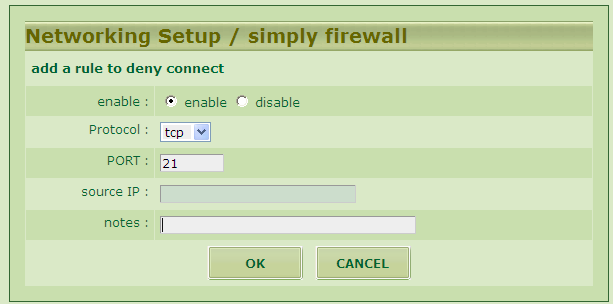 Networking Setup / simply firewall
add a rule to deny connect
enable : enable disable
Protocol : tcp
PORT : 21
source IP :
notes :
OK CANCEL